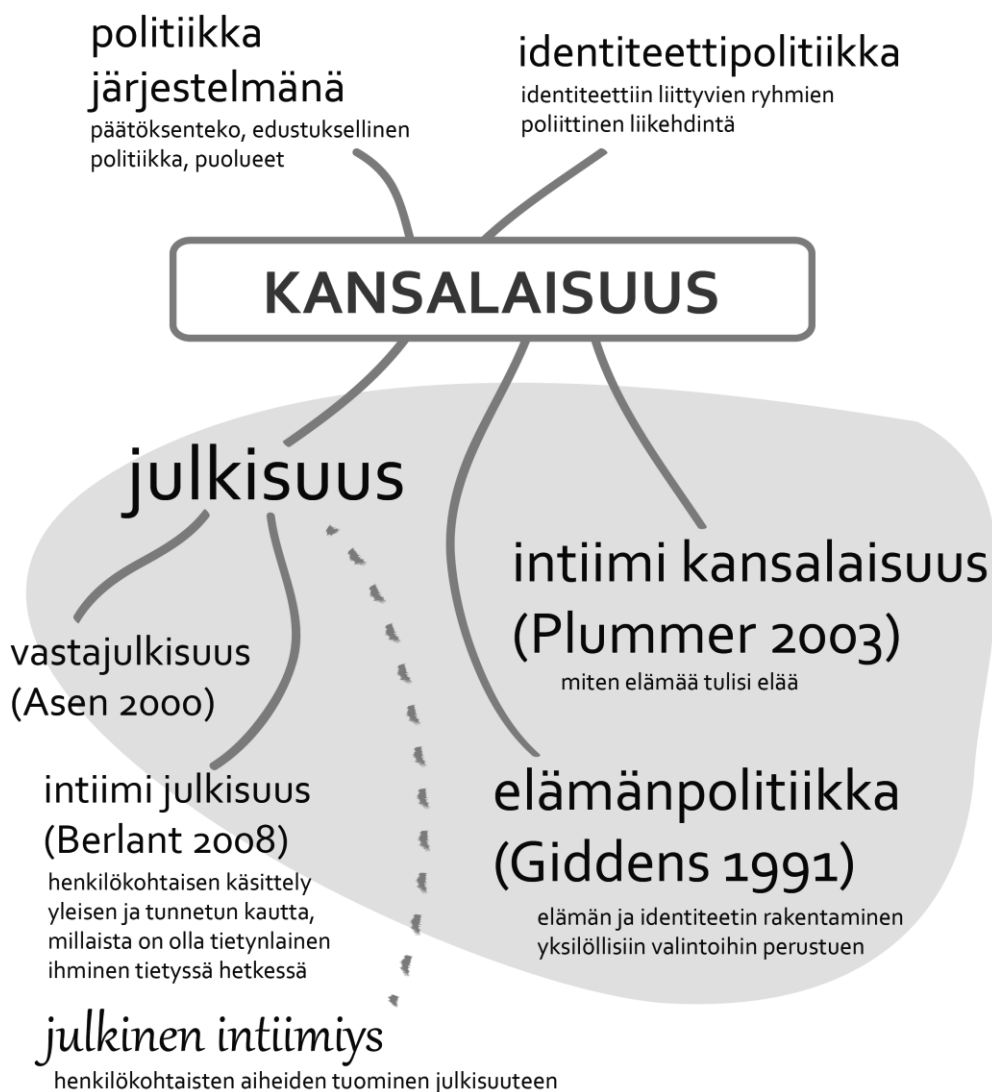 politiikka
järjestelmänä
päätöksenteko, edustuksellinen
politiikka, puolueet
identiteettipolitiikka
identiteettiin liittyvien ryhmien
poliittinen liikehdintä
KANSALAISUUS
julkisuus
vastajulkisuus
(Asen 2000)
intiimi julkisuus
(Berlant 2008)
henkilökohtaisen käsittely
yleisen ja tunnetun kautta,
millaista on olla tietynlainen
ihminen tietyssä hetkessä
julkinen intiimiys
henkilökohtaisten aiheiden tuominen julkisuuteen
intiimi kansalaisuus
(Plummer 2003)
miten elämää tulisi elää
elämänpolitiikka
(Giddens 1991)
elämän ja identiteetin rakentaminen
yksilöllisiin valintoihin perustuen